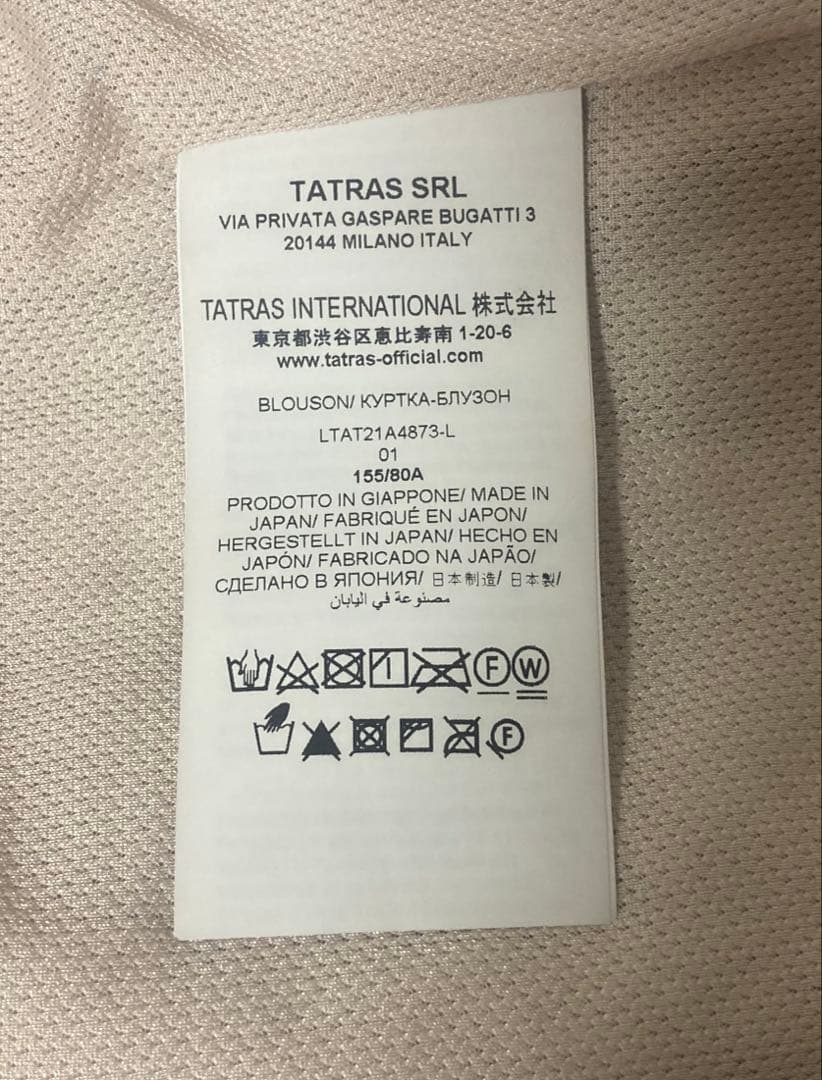 TATRAS SRL
VIA PRIVATA GASPARE BUGATTI 3
20144 MILANO ITALY
TATRAS INTERNATIONAL 株式会社
東京都渋谷区恵比寿南 1-20-6
www.tatras-official.com
BLOUSON/ КУРТКА-БЛУЗОН
LTAT21A4873-L
01
155/80A
PRODOTTO IN GIAPPONE/ MADE IN
JAPAN/ FABRIQUÉ EN JAPON/
HERGESTELLT IN JAPAN/ HECHO EN
JAPÓN/ FABRICADO NA JAPÃO/
СДЕЛАНО В ЯПОНИЯ/ 日本制造/ 日本製/
مصنوعة في اليابان
F W
F